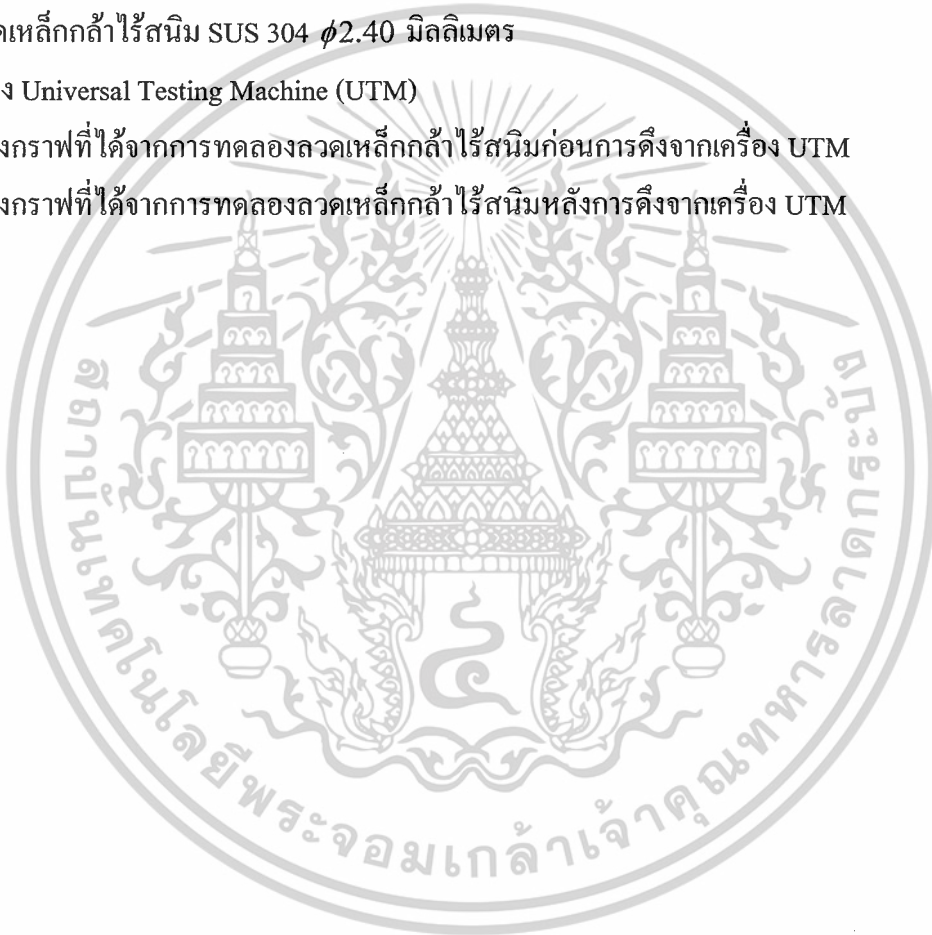 ดเหล็กกล้าไร้สนิม SUS 304 ϕ2.40 มิลลิเมตร
ง Universal Testing Machine (UTM)
งกราฟที่ได้จากการทดลองลวดเหล็กกล้าไร้สนิมก่อนการดึงจากเครื่อง UTM
งกราฟที่ได้จากการทดลองลวดเหล็กกล้าไร้สนิมหลังการดึงจากเครื่อง UTM
สถาบันเทคโนโลยีพระจอมเกล้าเจ้าคุณทหารลาดกระบัง